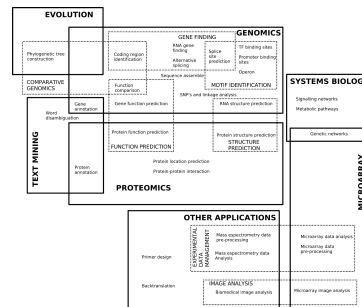 EVOLUTION
GENOMICS
GENE FINDING
Phylogenetic tree
construction
Coding region
identification
RNA gene
finding
Alternative
splicing
Splice
site
prediction
TF binding sites
Promoter binding
sites
Operon
Sequence assemble
MOTIF IDENTIFICATION
COMPARATIVE
GENOMICS
Function
comparison
SNP's and linkage analysis
SYSTEMS BIOLOG
Signalling networks
Metabolic pathways
Gene
annotation
Gene function prediction
RNA structure prediction
Word
disambiguation
Protein function prediction
FUNCTION PREDICTION
Protein structure prediction
STRUCTURE
PREDICTION
Genetic networks
TEXT MINING
Protein
annotation
Protein location prediction
Protein-protein interaction
PROTEOMICS
MICROARRAY
OTHER APPLICATIONS
EXPERIMENTAL
DATA
MANAGEMENT
Mass espectrometry data
pre-processing
Mass espectrometry data
Analysis
Microarray data analysis
Microarray data
pre-processing
Primer design
Backtranslation
IMAGE ANALYSIS
Biomedical image analysis
Microarray image analysis